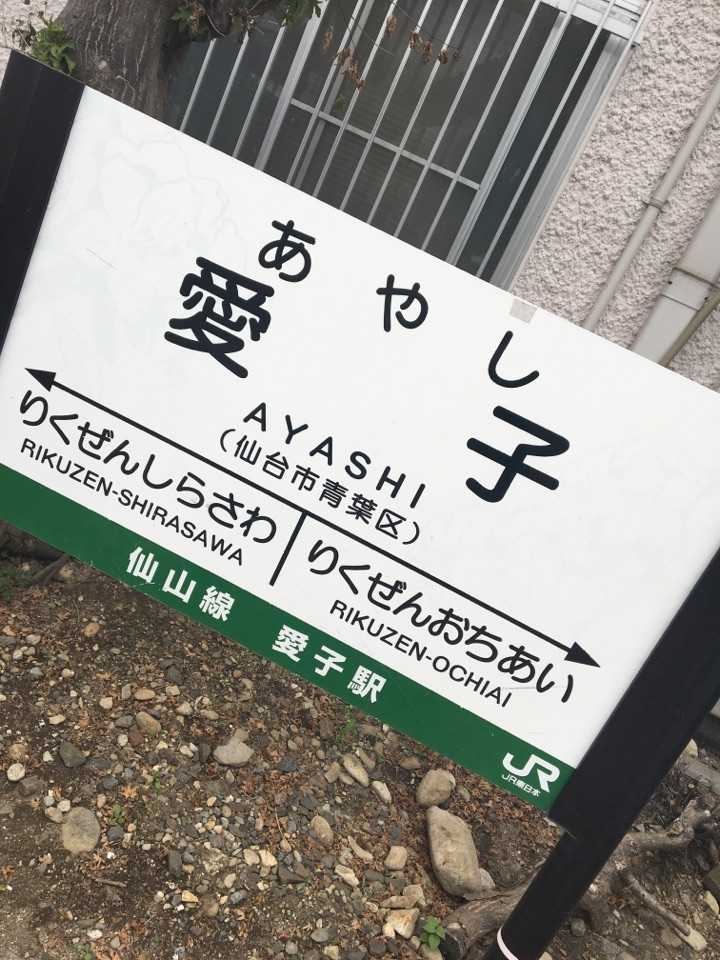 あやし
愛子
AYASHI
(仙台市青葉区)
りくぜんしらさわ
RIKUZEN-SHIRASAWA
りくぜんおちあい
RIKUZEN-OCHIAI
仙山線 愛子駅
JR
JR東日本